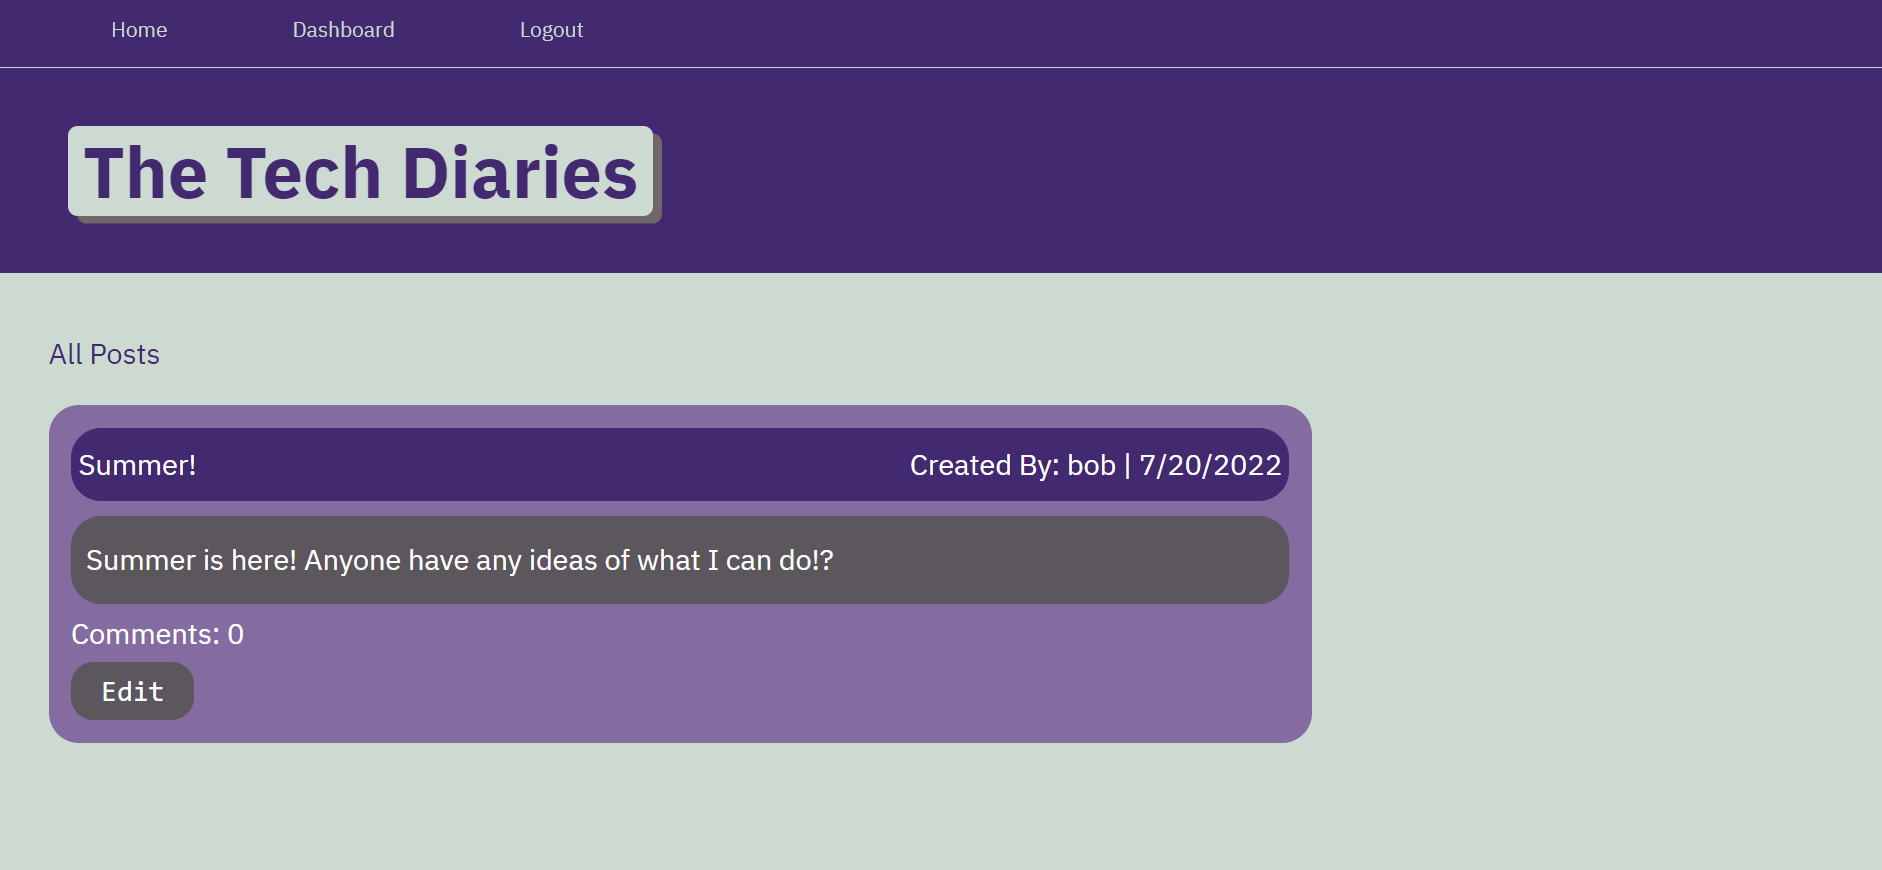 Home Dashboard Logout
The Tech Diaries
All Posts
Summer! Created By: bob | 7/20/2022
Summer is here! Anyone have any ideas of what I can do!?
Comments: 0
Edit